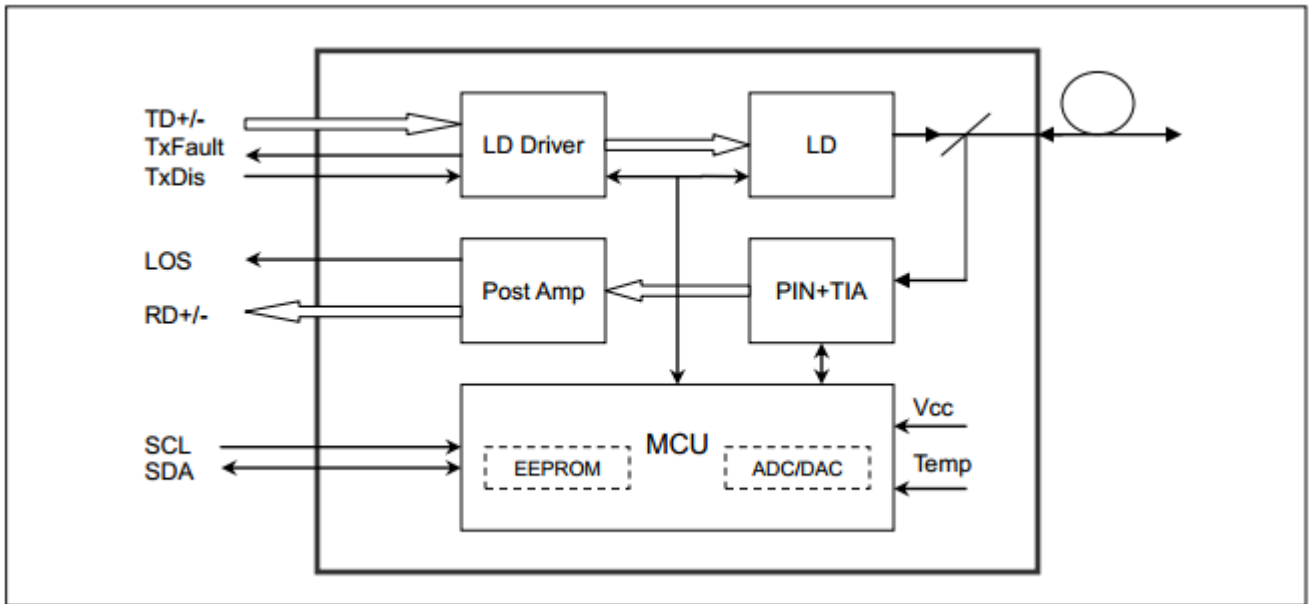 TD+/-
TxFault
TxDis
LD Driver
LD
LOS
RD+/-
Post Amp
PIN+TIA
SCL
SDA
MCU
EEPROM
ADC/DAC
Vcc
Temp